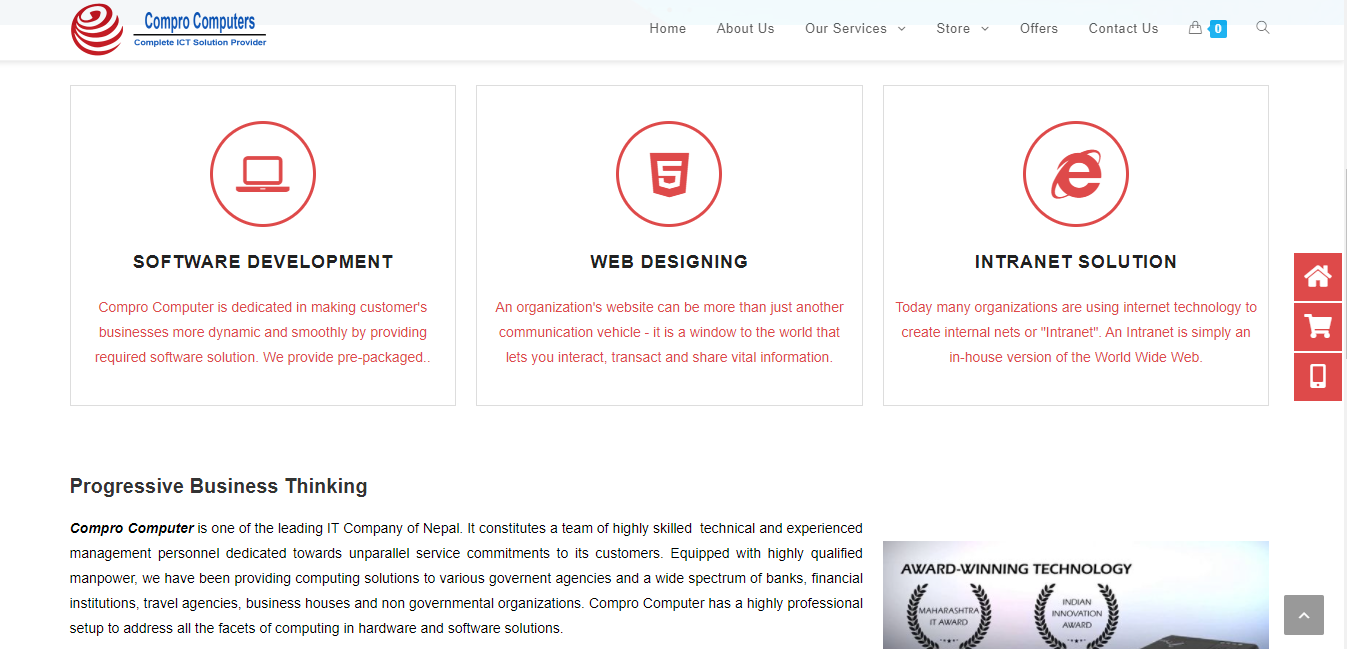 Compro Computers
Complete ICT Solution Provider
Home About Us Our Services Store Offers Contact Us 0
SOFTWARE DEVELOPMENT
Compro Computer is dedicated in making customer's
businesses more dynamic and smoothly by providing
required software solution. We provide pre-packaged..
WEB DESIGNING
An organization's website can be more than just another
communication vehicle - it is a window to the world that
lets you interact, transact and share vital information.
INTRANET SOLUTION
Today many organizations are using internet technology to
create internal nets or "Intranet". An Intranet is simply an
in-house version of the World Wide Web.
Progressive Business Thinking
Compro Computer is one of the leading IT Company of Nepal. It constitutes a team of highly skilled technical and experienced
management personnel dedicated towards unparallel service commitments to its customers. Equipped with highly qualified
manpower, we have been providing computing solutions to various governent agencies and a wide spectrum of banks, financial
institutions, travel agencies, business houses and non governmental organizations. Compro Computer has a highly professional
setup to address all the facets of computing in hardware and software solutions.
AWARD-WINNING TECHNOLOGY
MAHARASHTRA
IT AWARD
INDIAN
INNOVATION
AWARD